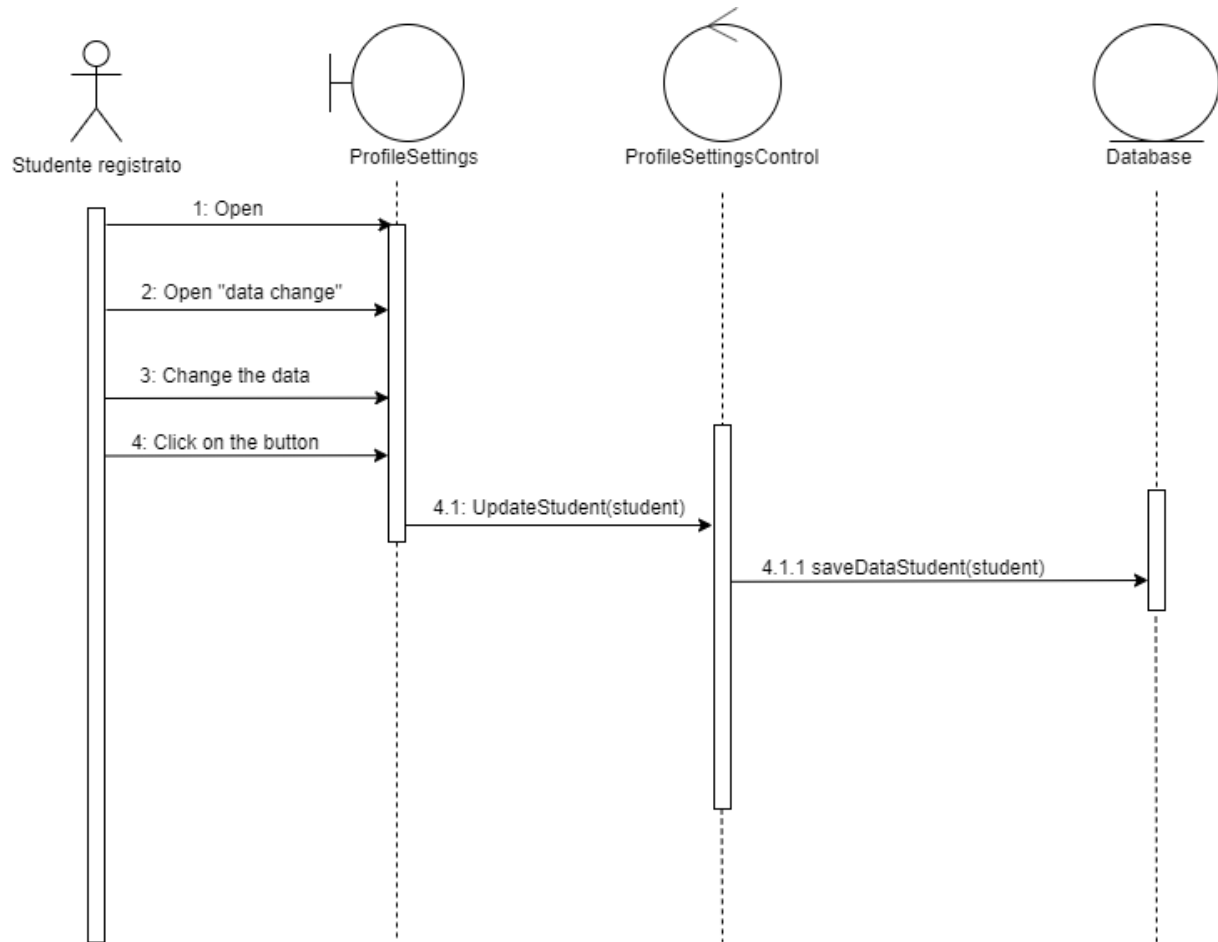 Studente registrato
ProfileSettings
ProfileSettingsControl
Database
1: Open
2: Open "data change"
3: Change the data
4: Click on the button
4.1: UpdateStudent(student)
4.1.1 saveDataStudent(student)